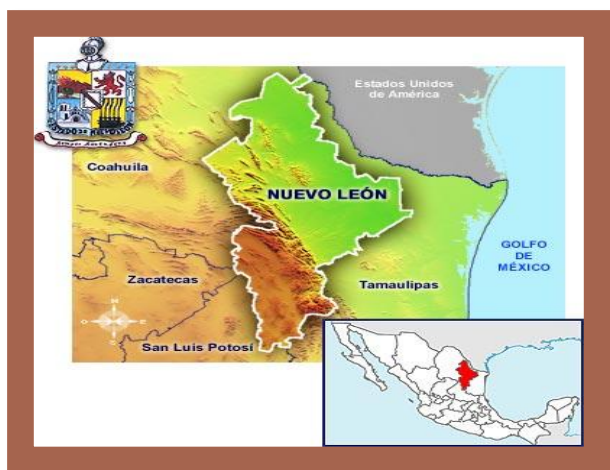 Estados Unidos
de América
Coahuila
NUEVO LEÓN
GOLFO
DE
MÉXICO
Zacatecas
Tamaulipas
N
O
E
S
San Luis Potosí